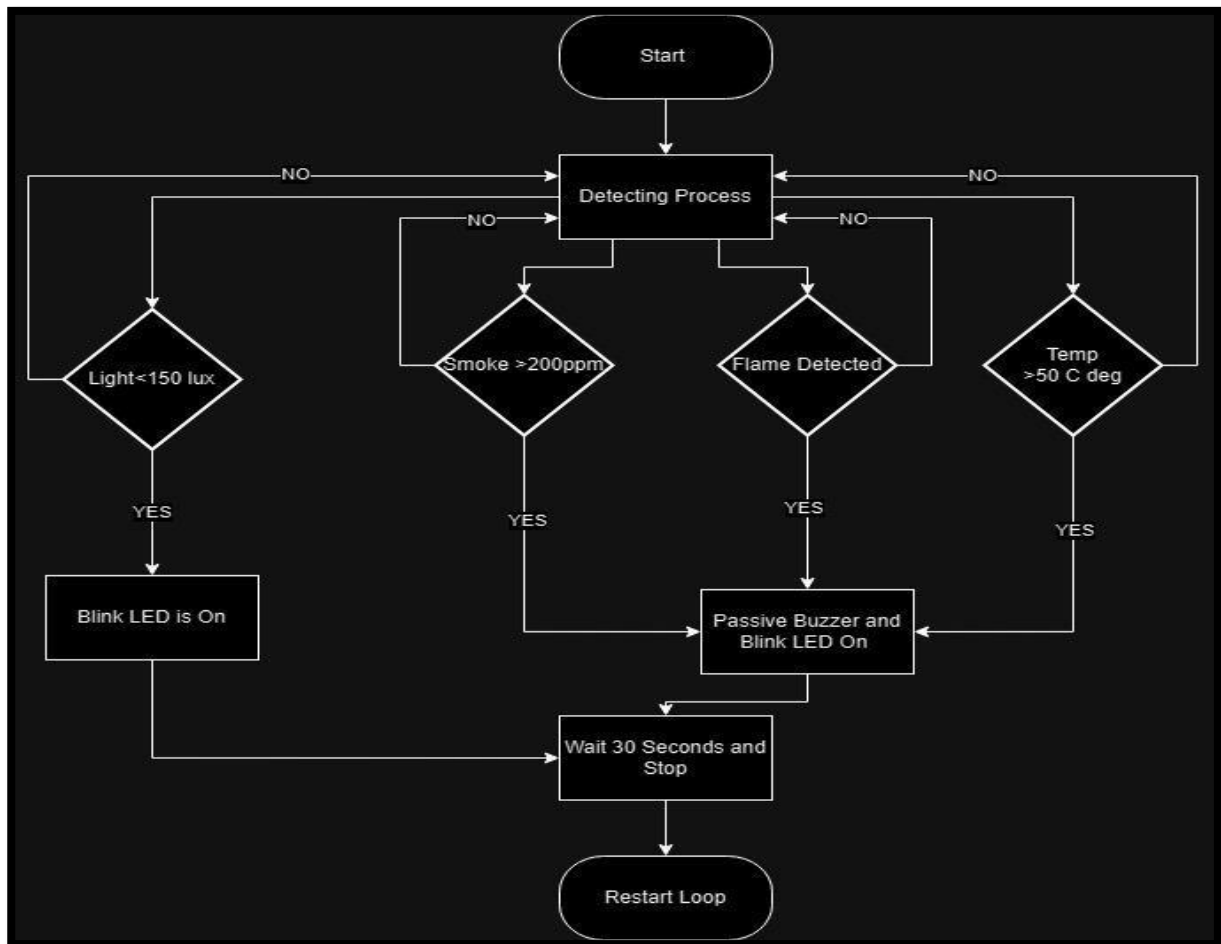 Start
NO
NO
Detecting Process
NO
NO
Light<150 lux
Smoke >200ppm
Flame Detected
Temp
>50 C deg
YES
YES
YES
YES
Blink LED is On
Passive Buzzer and
Blink LED On
Wait 30 Seconds and
Stop
Restart Loop